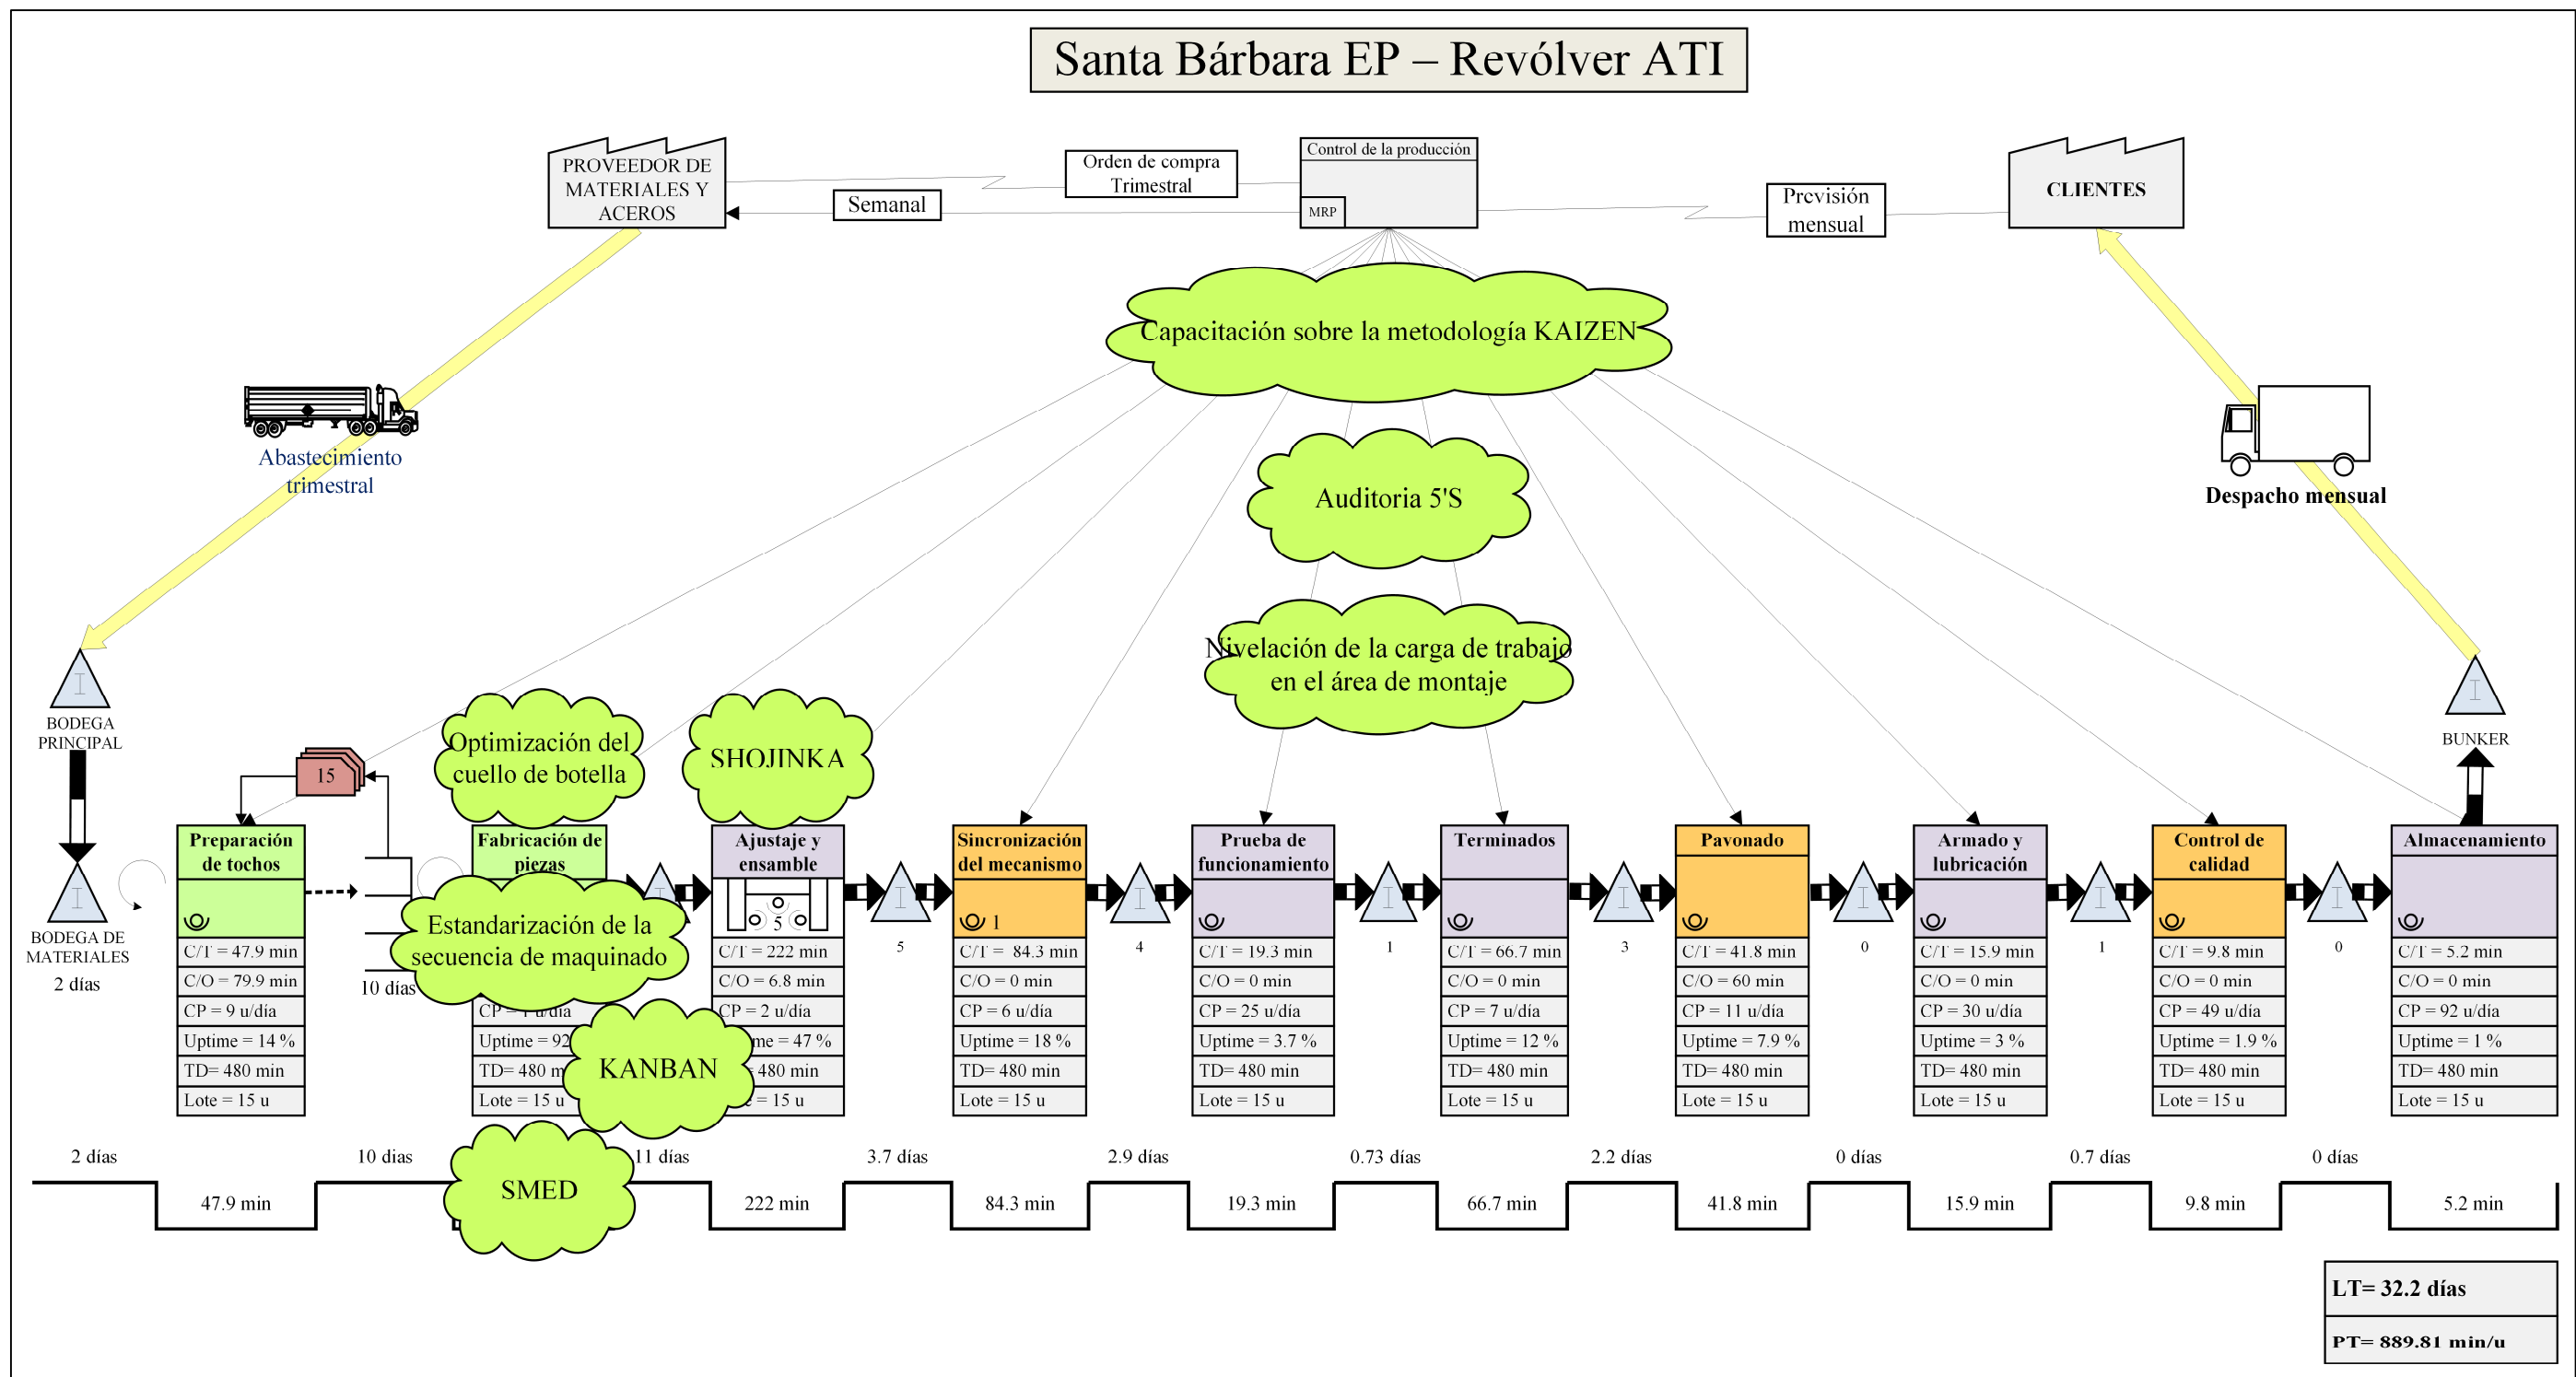 Santa Bárbara EP – Revólver ATI
PROVEEDOR DE
MATERIALES Y
ACEROS
Orden de compra
Trimestral
Semanal
Control de la producción
MRP
Previsión
mensual
CLIENTES
Capacitación sobre la metodología KAIZEN
Abastecimiento
trimestral
Auditoria 5'S
Despacho mensual
Nivelación de la carga de trabajo
en el área de montaje
BODEGA
PRINCIPAL
BUNKER
15
Optimización del
cuello de botella
SHOJINKA
BODEGA DE
MATERIALES
2 días
Preparación
de tochos
C/T = 47.9 min
C/O = 79.9 min
CP = 9 u/día
Uptime = 14 %
TD= 480 min
Lote = 15 u
10 días
Fabricación de
piezas
Estandarización de la
secuencia de maquinado
Uptime = 92
TD= 480 m
Lote = 15 u
KANBAN
Ajustaje y
ensamble
5
C/T = 222 min
C/O = 6.8 min
CP = 2 u/día
me = 47 %
480 min
= 15 u
5
Sincronización
del mecanismo
1
C/T = 84.3 min
C/O = 0 min
CP = 6 u/día
Uptime = 18 %
TD= 480 min
Lote = 15 u
4
Prueba de
funcionamiento
C/T = 19.3 min
C/O = 0 min
CP = 25 u/día
Uptime = 3.7 %
TD= 480 min
Lote = 15 u
1
Terminados
C/T = 66.7 min
C/O = 0 min
CP = 7 u/día
Uptime = 12 %
TD= 480 min
Lote = 15 u
3
Pavonado
C/T = 41.8 min
C/O = 60 min
CP = 11 u/día
Uptime = 7.9 %
TD= 480 min
Lote = 15 u
0
Armado y
lubricación
C/T = 15.9 min
C/O = 0 min
CP = 30 u/día
Uptime = 3 %
TD= 480 min
Lote = 15 u
1
Control de
calidad
C/T = 9.8 min
C/O = 0 min
CP = 49 u/día
Uptime = 1.9 %
TD= 480 min
Lote = 15 u
0
Almacenamiento
C/T = 5.2 min
C/O = 0 min
CP = 92 u/día
Uptime = 1 %
TD= 480 min
Lote = 15 u
2 días
10 días
11 días
3.7 días
2.9 días
0.73 días
2.2 días
0 días
0.7 días
0 días
47.9 min
SMED
222 min
84.3 min
19.3 min
66.7 min
41.8 min
15.9 min
9.8 min
5.2 min
LT= 32.2 días
PT= 889.81 min/u